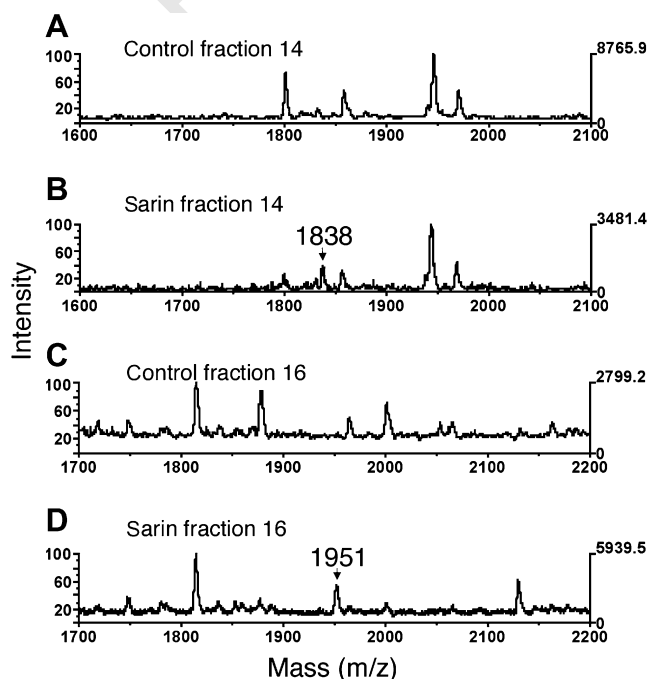 A
Control fraction 14
100
60
20
8765.9
0
1600 1700 1800 1900 2000 2100
B
Sarin fraction 14
1838
100
60
20
3481.4
0
1600 1700 1800 1900 2000 2100
Intensity
C
Control fraction 16
100
60
20
2799.2
0
1700 1800 1900 2000 2100 2200
D
Sarin fraction 16
1951
100
60
20
5939.5
0
1700 1800 1900 2000 2100 2200
Mass (m/z)